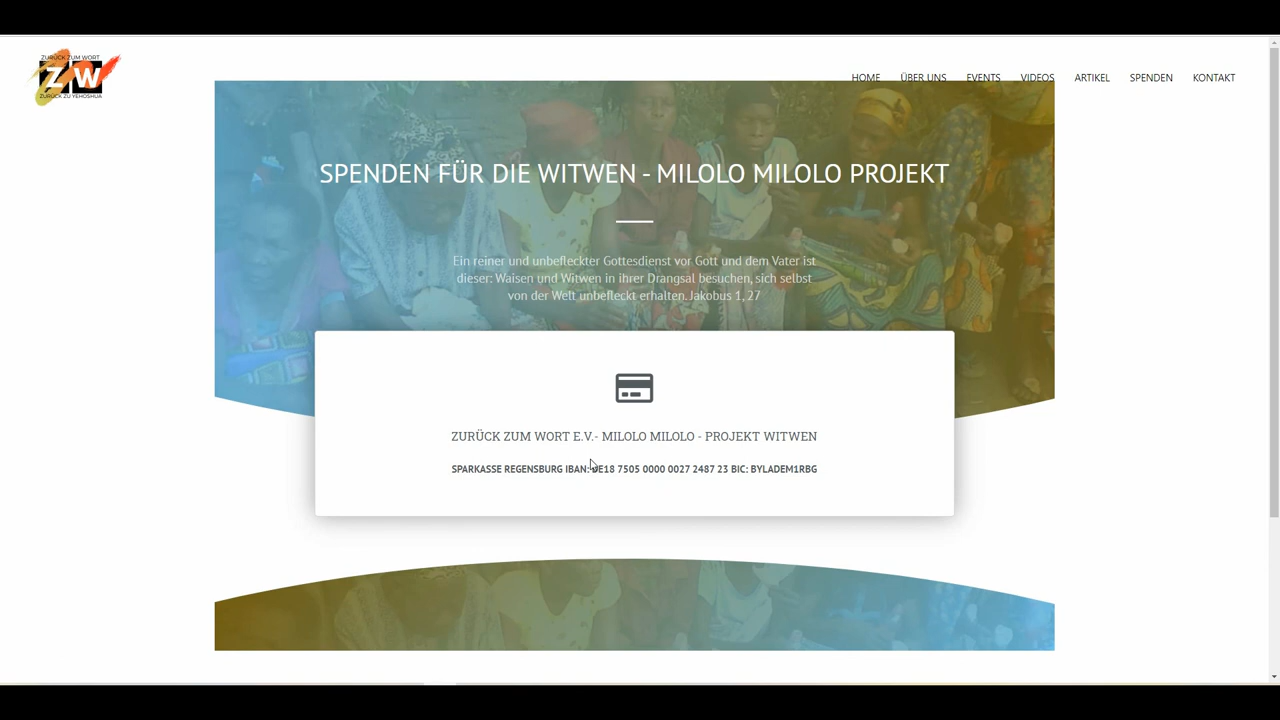 ZURÜCK ZUM WORT
ZW
ZURÜCK ZU YEHOSHUA
HOME ÜBER UNS EVENTS VIDEOS ARTIKEL SPENDEN KONTAKT
SPENDEN FÜR DIE WITWEN - MILOLO MILOLO PROJEKT
Ein reiner und unbefleckter Gottesdienst vor Gott und dem Vater ist
dieser: Waisen und Witwen in ihrer Drangsal besuchen, sich selbst
von der Welt unbefleckt erhalten. Jakobus 1, 27
ZURÜCK ZUM WORT E.V.- MILOLO MILOLO - PROJEKT WITWEN
SPARKASSE REGENSBURG IBAN: DE18 7505 0000 0027 2487 23 BIC: BYLADEM1RBG